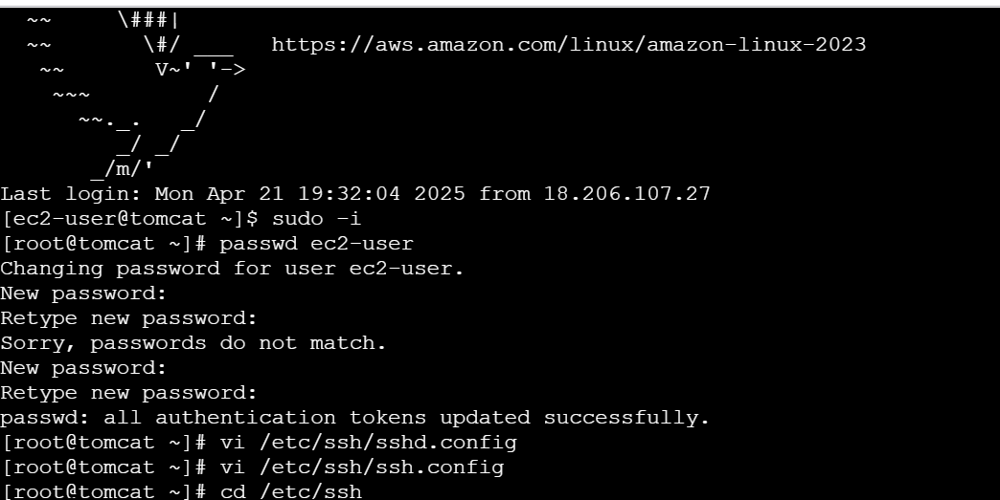 ~~      \###|
~~        \#/ ___   https://aws.amazon.com/linux/amazon-linux-2023
~~       V~' '->
~~~         /
~~._.   _/
_/ _/
_/m/'
Last login: Mon Apr 21 19:32:04 2025 from 18.206.107.27
[ec2-user@tomcat ~]$ sudo -i
[root@tomcat ~]# passwd ec2-user
Changing password for user ec2-user.
New password:
Retype new password:
Sorry, passwords do not match.
New password:
Retype new password:
passwd: all authentication tokens updated successfully.
[root@tomcat ~]# vi /etc/ssh/sshd.config
[root@tomcat ~]# vi /etc/ssh/ssh.config
[root@tomcat ~]# cd /etc/ssh